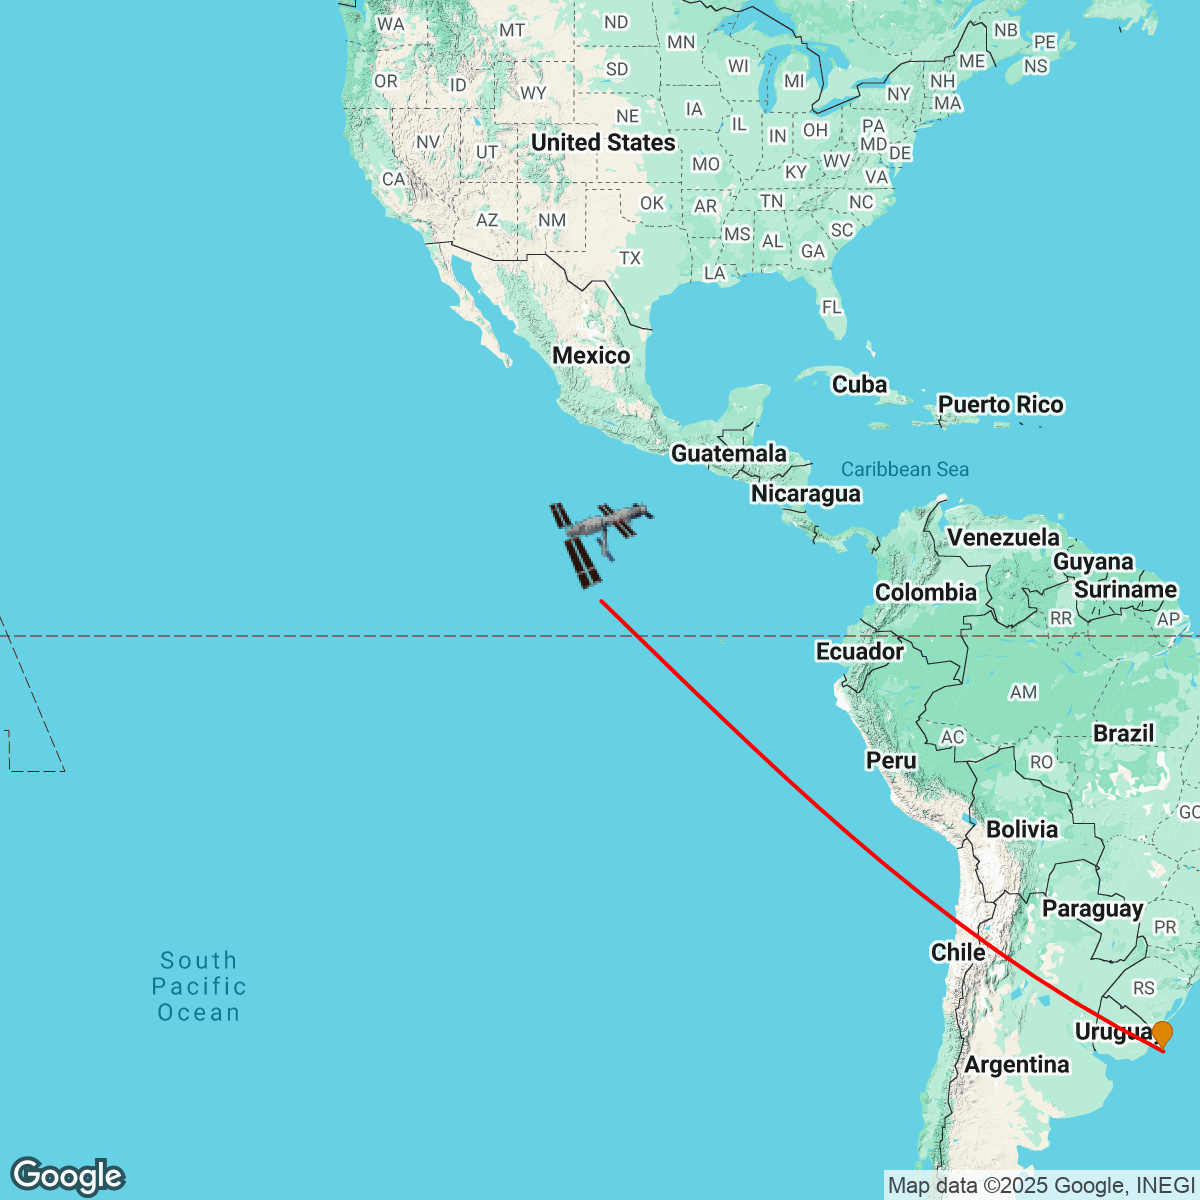 WA
MT
ND
MN
NB
PE
NS
ME
OR
ID
WY
SD
WI
MI
NH
NY
MA
NE
IA
IL
IN
OH
PA
MD
DE
NV
UT
United States
MO
KY
WV
VA
CA
AZ
NM
OK
AR
TN
NC
SC
MS
AL
GA
TX
LA
FL
Mexico
Cuba
Puerto Rico
Guatemala
Caribbean Sea
Nicaragua
Venezuela
Guyana
Suriname
Colombia
RR
AP
Ecuador
AM
AC
Brazil
Peru
RO
GO
Bolivia
Paraguay
PR
Chile
South
Pacific
Ocean
RS
Uruguay
Argentina
Google
Map data ©2025 Google, INEGI